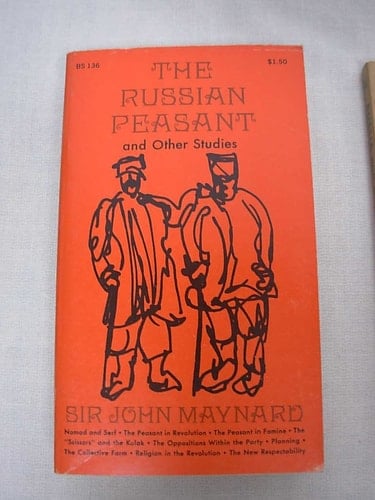 BS 136 $1.50
THE
RUSSIAN
PEASANT
and Other Studies
SIR JOHN MAYNARD
Nomad and Serf • The Peasant in Revolution • The Peasant in Famine • The
"Scissors" and the Kulak • The Oppositions Within the Party • Planning •
The Collective Farm • Religion in the Revolution • The New Respectability